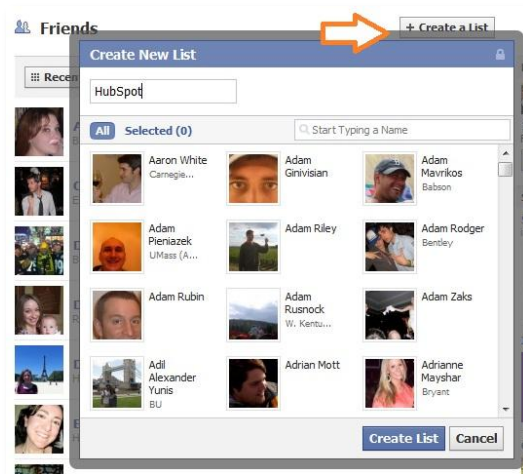 Friends
+ Create a List
Create New List
Recen
HubSpot
All Selected (0)
Start Typing a Name
Aaron White
Carnegie...
Adam
Ginivisian
Adam
Mavrikos
Babson
Adam
Pieniazek
UMass (A...
Adam Riley
Adam Rodger
Bentley
Adam Rubin
Adam
Rusnock
W. Kentu...
Adam Zaks
Adil
Alexander
Yunis
BU
Adrian Mott
Adrianne
Mayshar
Bryant
Create List Cancel